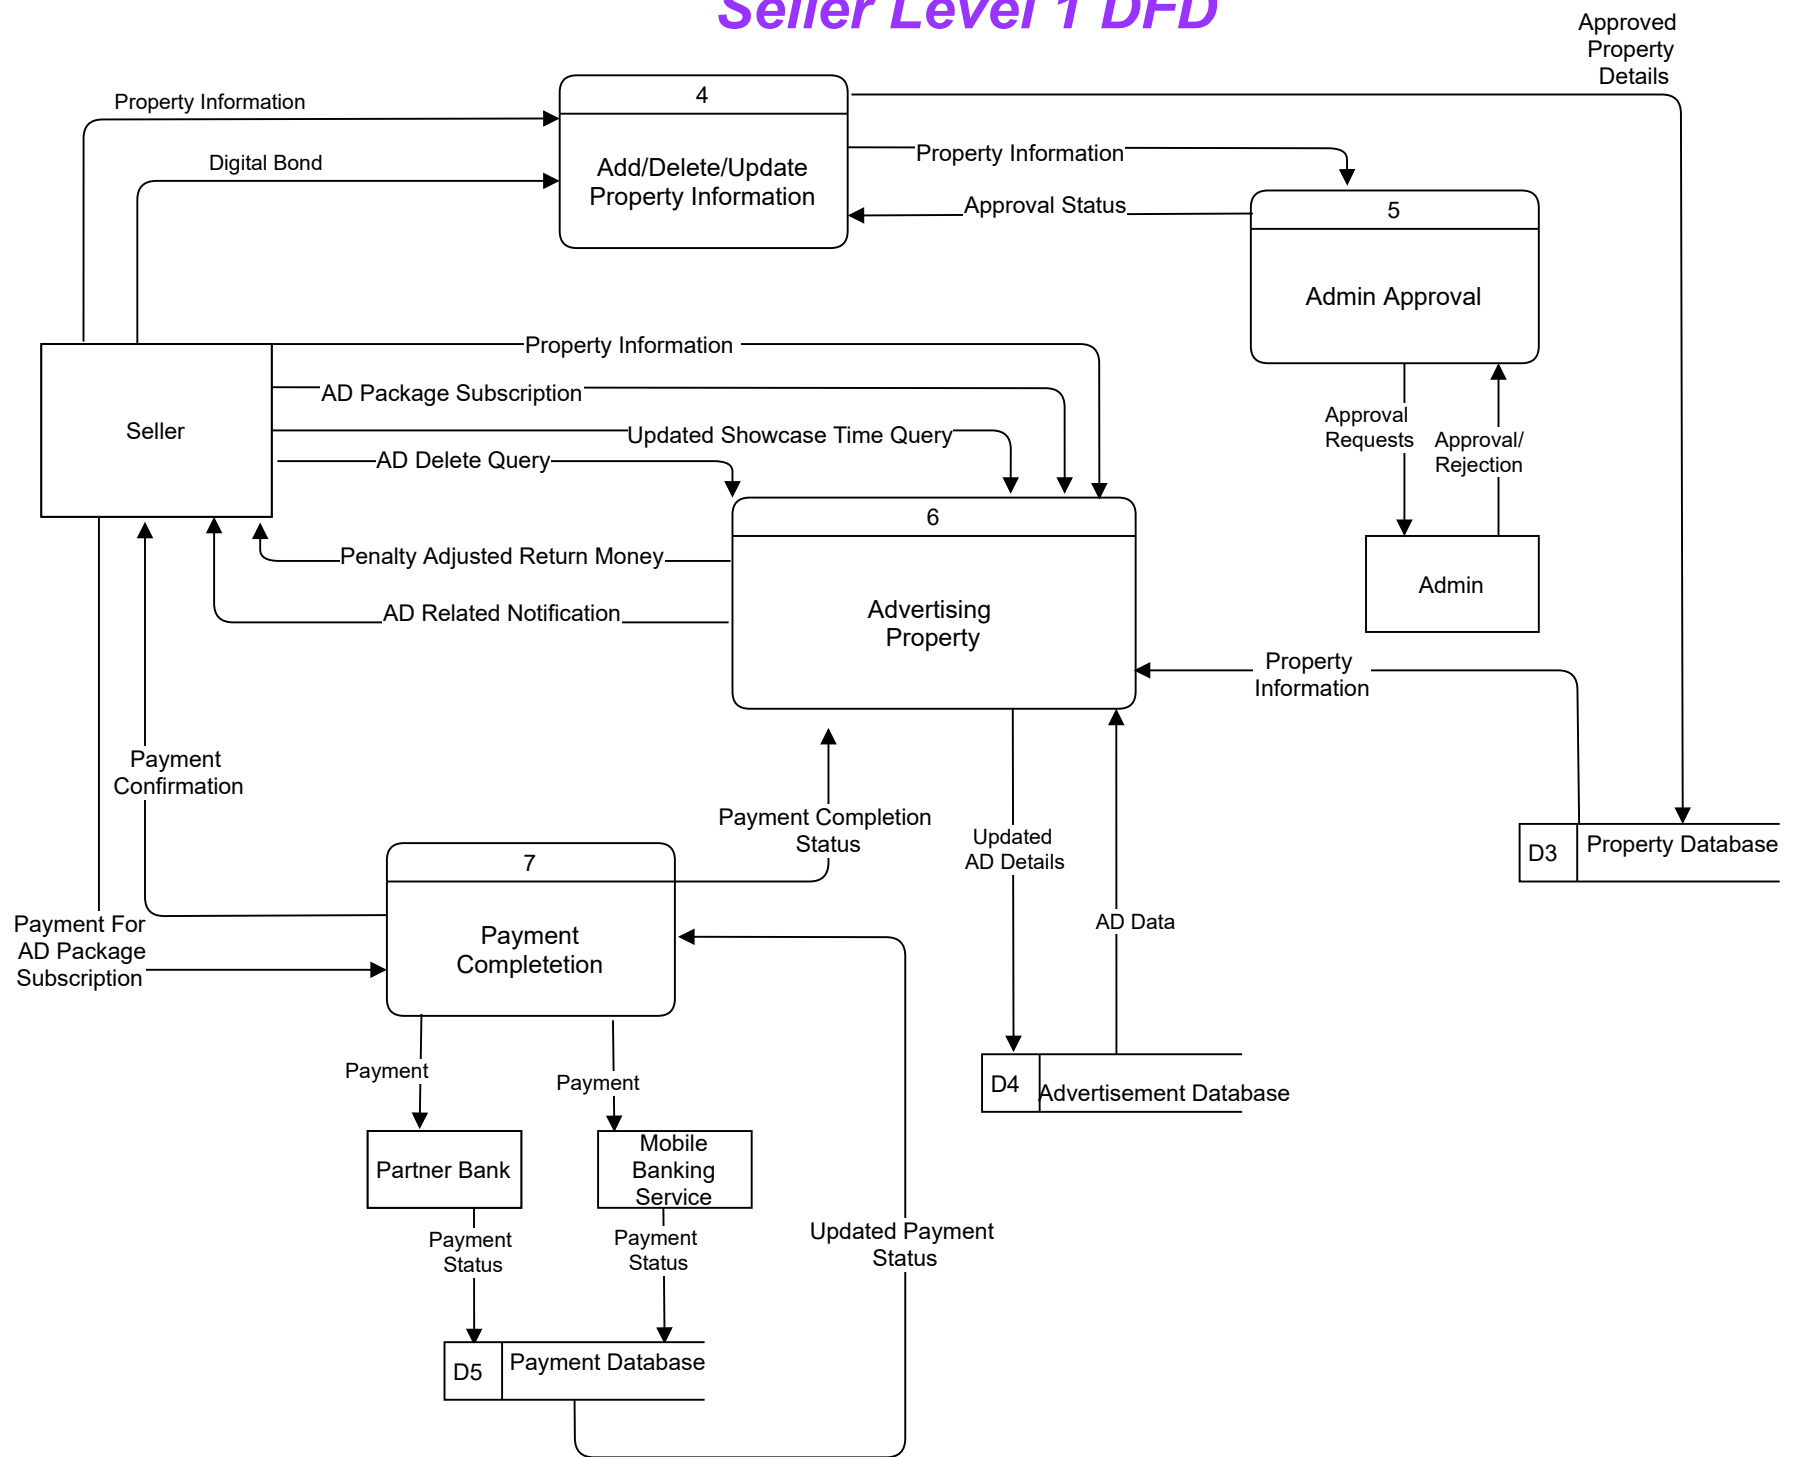 Seller Level 1 DFD
Approved
Property
Details
4
Property Information
Add/Delete/Update
Property Information
Digital Bond
Property Information
Approval Status
5
Admin Approval
Property Information
AD Package Subscription
Seller
Updated Showcase Time Query
AD Delete Query
Approval
Requests
Approval/
Rejection
6
Penalty Adjusted Return Money
Advertising
Property
AD Related Notification
Admin
Property
Information
Payment
Confirmation
Payment Completion
Status
Updated
AD Details
D3
Property Database
7
Payment
Completetion
AD Data
Payment For
AD Package
Subscription
Payment
Payment
D4
Advertisement Database
Partner Bank
Mobile
Banking
Service
Payment
Status
Payment
Status
Updated Payment
Status
D5
Payment Database